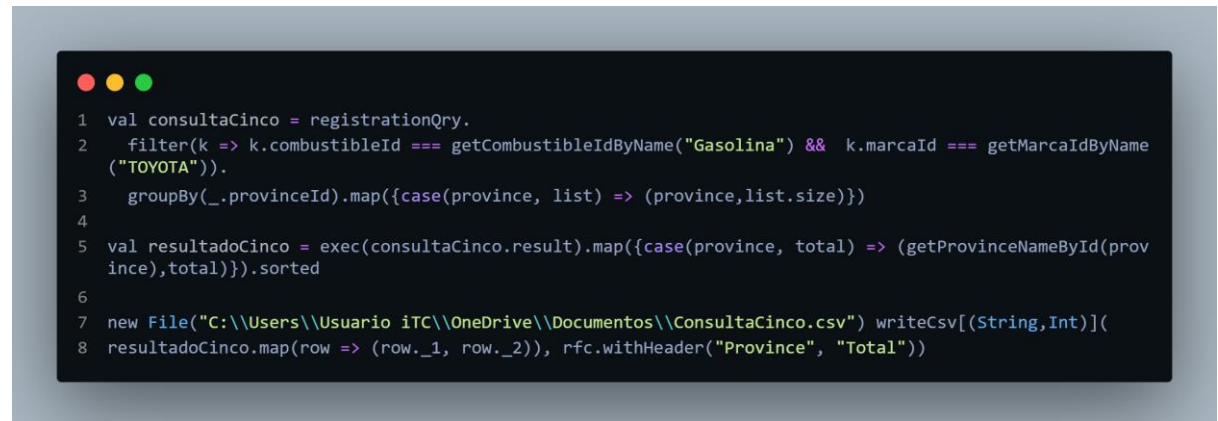 1 val consultaCinco = registrationQry.
2 filter(k => k.combustibleId === getCombustibleIdByName("Gasolina") && k.marcaId === getMarcaIdByName
("TOYOTA")).
3 groupBy(_.provinceId).map({case(province, list) => (province,list.size)})
4
5 val resultadoCinco = exec(consultaCinco.result).map({case(province, total) => (getProvinceNameById(prov
ince),total)}).sorted
6
7 new File("C:\\Users\\Usuario iTC\\OneDrive\\Documentos\\ConsultaCinco.csv") writeCsv[(String,Int)](
8 resultadoCinco.map(row => (row._1, row._2)), rfc.withHeader("Province", "Total"))